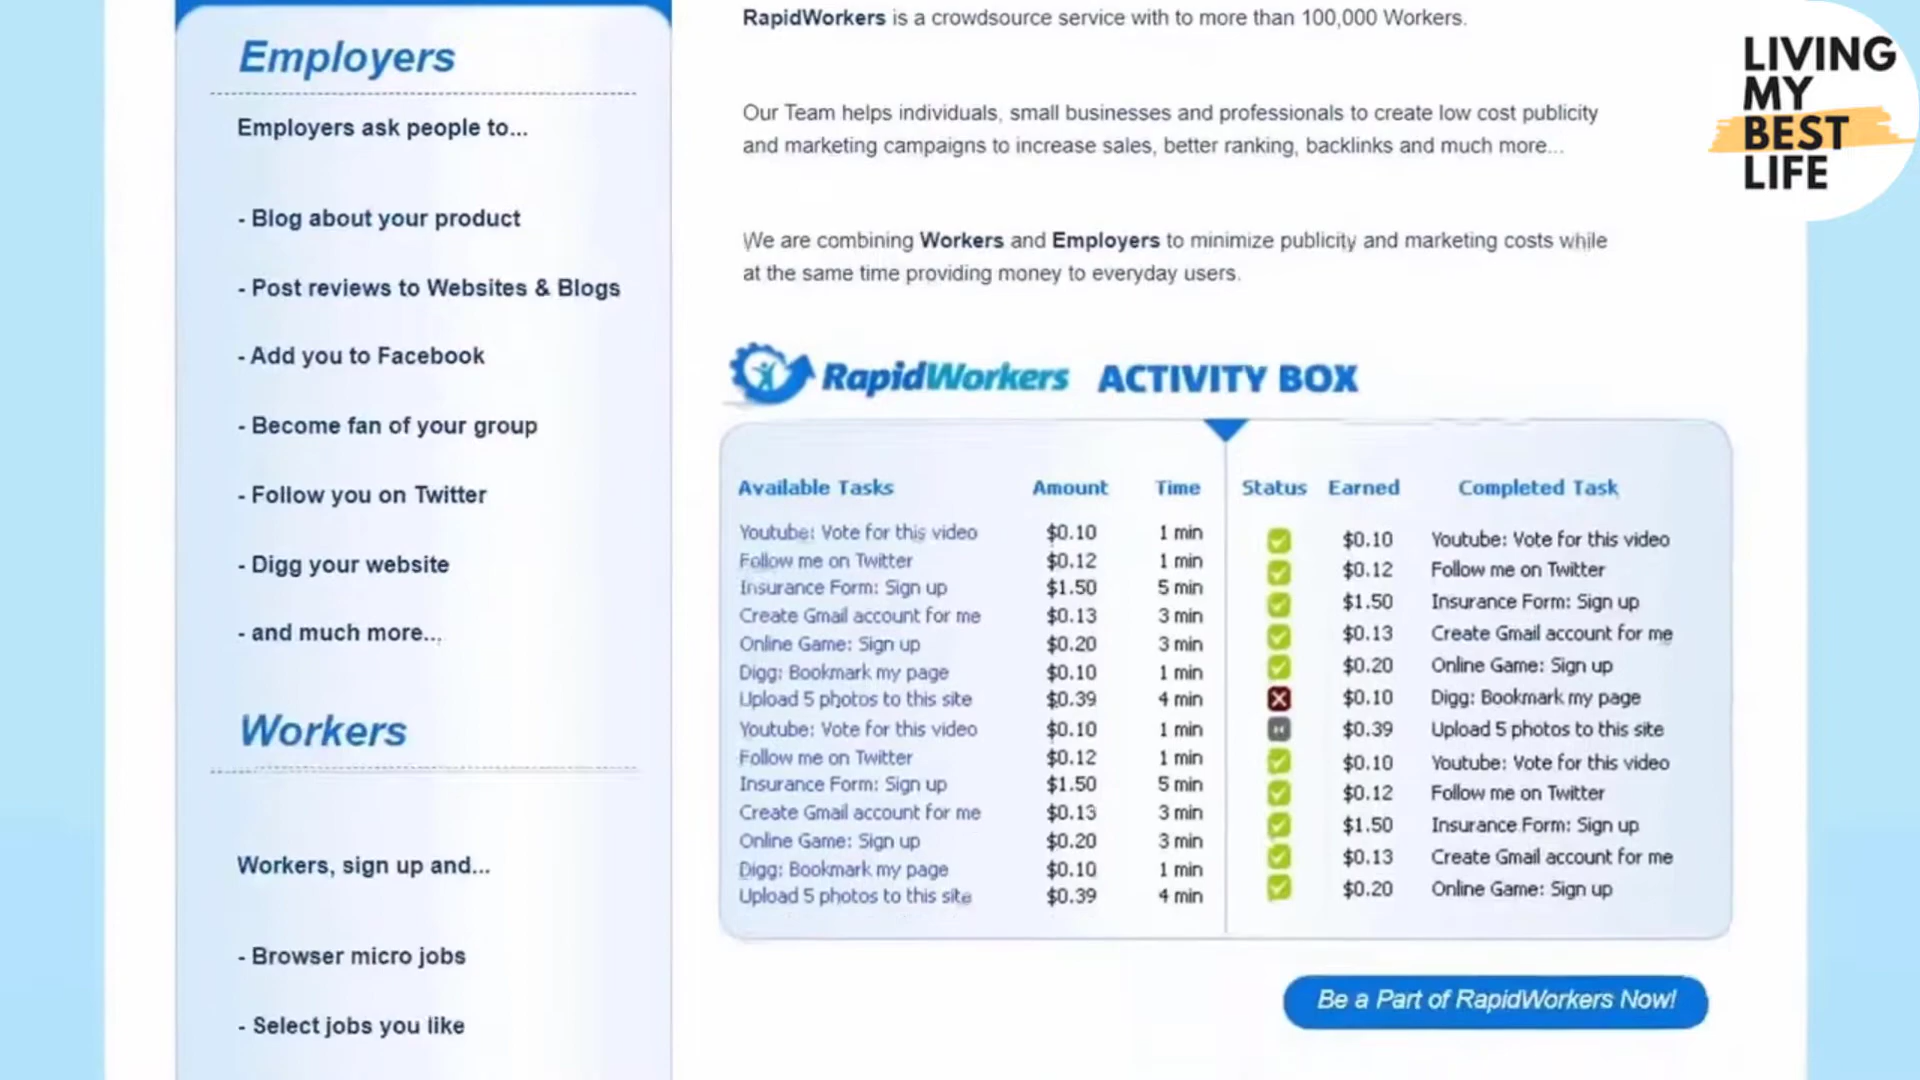 Employers
Employers ask people to...
- Blog about your product
- Post reviews to Websites & Blogs
- Add you to Facebook
- Become fan of your group
- Follow you on Twitter
- Digg your website
- and much more...
Workers
Workers, sign up and...
- Browser micro jobs
- Select jobs you like
RapidWorkers is a crowdsource service with to more than 100,000 Workers.
Our Team helps individuals, small businesses and professionals to create low cost publicity
and marketing campaigns to increase sales, better ranking, backlinks and much more...
We are combining Workers and Employers to minimize publicity and marketing costs while
at the same time providing money to everyday users.
RapidWorkers ACTIVITY BOX
Available Tasks Amount Time
Youtube: Vote for this video $0.10 1 min
Follow me on Twitter $0.12 1 min
Insurance Form: Sign up $1.50 5 min
Create Gmail account for me $0.13 3 min
Online Game: Sign up $0.20 3 min
Digg: Bookmark my page $0.10 1 min
Upload 5 photos to this site $0.39 4 min
Youtube: Vote for this video $0.10 1 min
Follow me on Twitter $0.12 1 min
Insurance Form: Sign up $1.50 5 min
Create Gmail account for me $0.13 3 min
Online Game: Sign up $0.20 3 min
Digg: Bookmark my page $0.10 1 min
Upload 5 photos to this site $0.39 4 min
Status Earned Completed Task
$0.10 Youtube: Vote for this video
$0.12 Follow me on Twitter
$1.50 Insurance Form: Sign up
$0.13 Create Gmail account for me
$0.20 Online Game: Sign up
$0.10 Digg: Bookmark my page
$0.39 Upload 5 photos to this site
$0.10 Youtube: Vote for this video
$0.12 Follow me on Twitter
$1.50 Insurance Form: Sign up
$0.13 Create Gmail account for me
$0.20 Online Game: Sign up
Be a Part of RapidWorkers Now!
LIVING
MY
BEST
LIFE